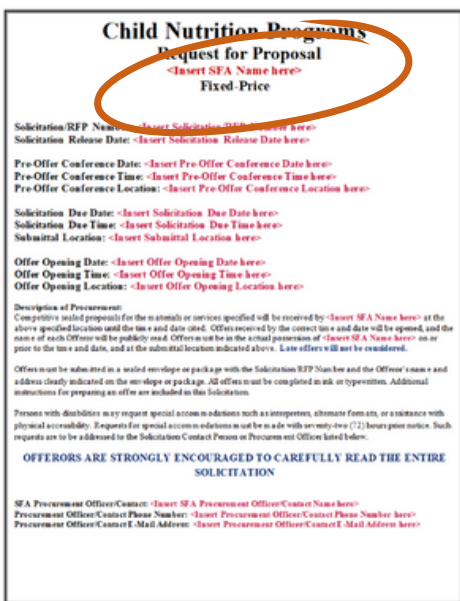 Child Nutrition Programs
Request for Proposal
<Insert SFA Name here>
Fixed-Price
Solicitation/RFP Number: <Insert Solicitation/RFP Number here>
Solicitation Release Date: <Insert Solicitation Release Date here>
Pre-Offer Conference Date: <Insert Pre-Offer Conference Date here>
Pre-Offer Conference Time: <Insert Pre-Offer Conference Time here>
Pre-Offer Conference Location: <Insert Pre-Offer Conference Location here>
Solicitation Due Date: <Insert Solicitation Due Date here>
Solicitation Due Time: <Insert Solicitation Due Time here>
Submittal Location: <Insert Submittal Location here>
Offer Opening Date: <Insert Offer Opening Date here>
Offer Opening Time: <Insert Offer Opening Time here>
Offer Opening Location: <Insert Offer Opening Location here>
Description of Procurement:
Competitive sealed proposals for the materials or services specified will be received by <Insert SFA Name here> at the
above specified location until the time and date cited. Offers received by the correct time and date will be opened, and the
name of each Offeror will be publicly read. Offers must be in the actual possession of <Insert SFA Name here> on or
prior to the time and date, and at the submittal location indicated above. Late offers will not be considered.
Offers must be submitted in a sealed envelope or package with the Solicitation RFP Number and the Offeror's name and
address clearly indicated on the envelope or package. All offers must be completed in ink or typewritten. Additional
instructions for preparing an offer are included in this Solicitation.
Persons with disabilities may request special accommodations such as interpreters, alternate formats, or assistance with
physical accessibility. Requests for special accommodations must be made with seventy-two (72) hours prior notice. Such
requests are to be addressed to the Solicitation Contact Person or Procurement Officer listed below.
OFFERORS ARE STRONGLY ENCOURAGED TO CAREFULLY READ THE ENTIRE
SOLICITATION
SFA Procurement Officer/Contact: <Insert SFA Procurement Officer/Contact Name here>
Procurement Officer/Contact Phone Number: <Insert Procurement Officer/Contact Phone Number here>
Procurement Officer/Contact E-Mail Address: <Insert Procurement Officer/Contact E-Mail Address here>